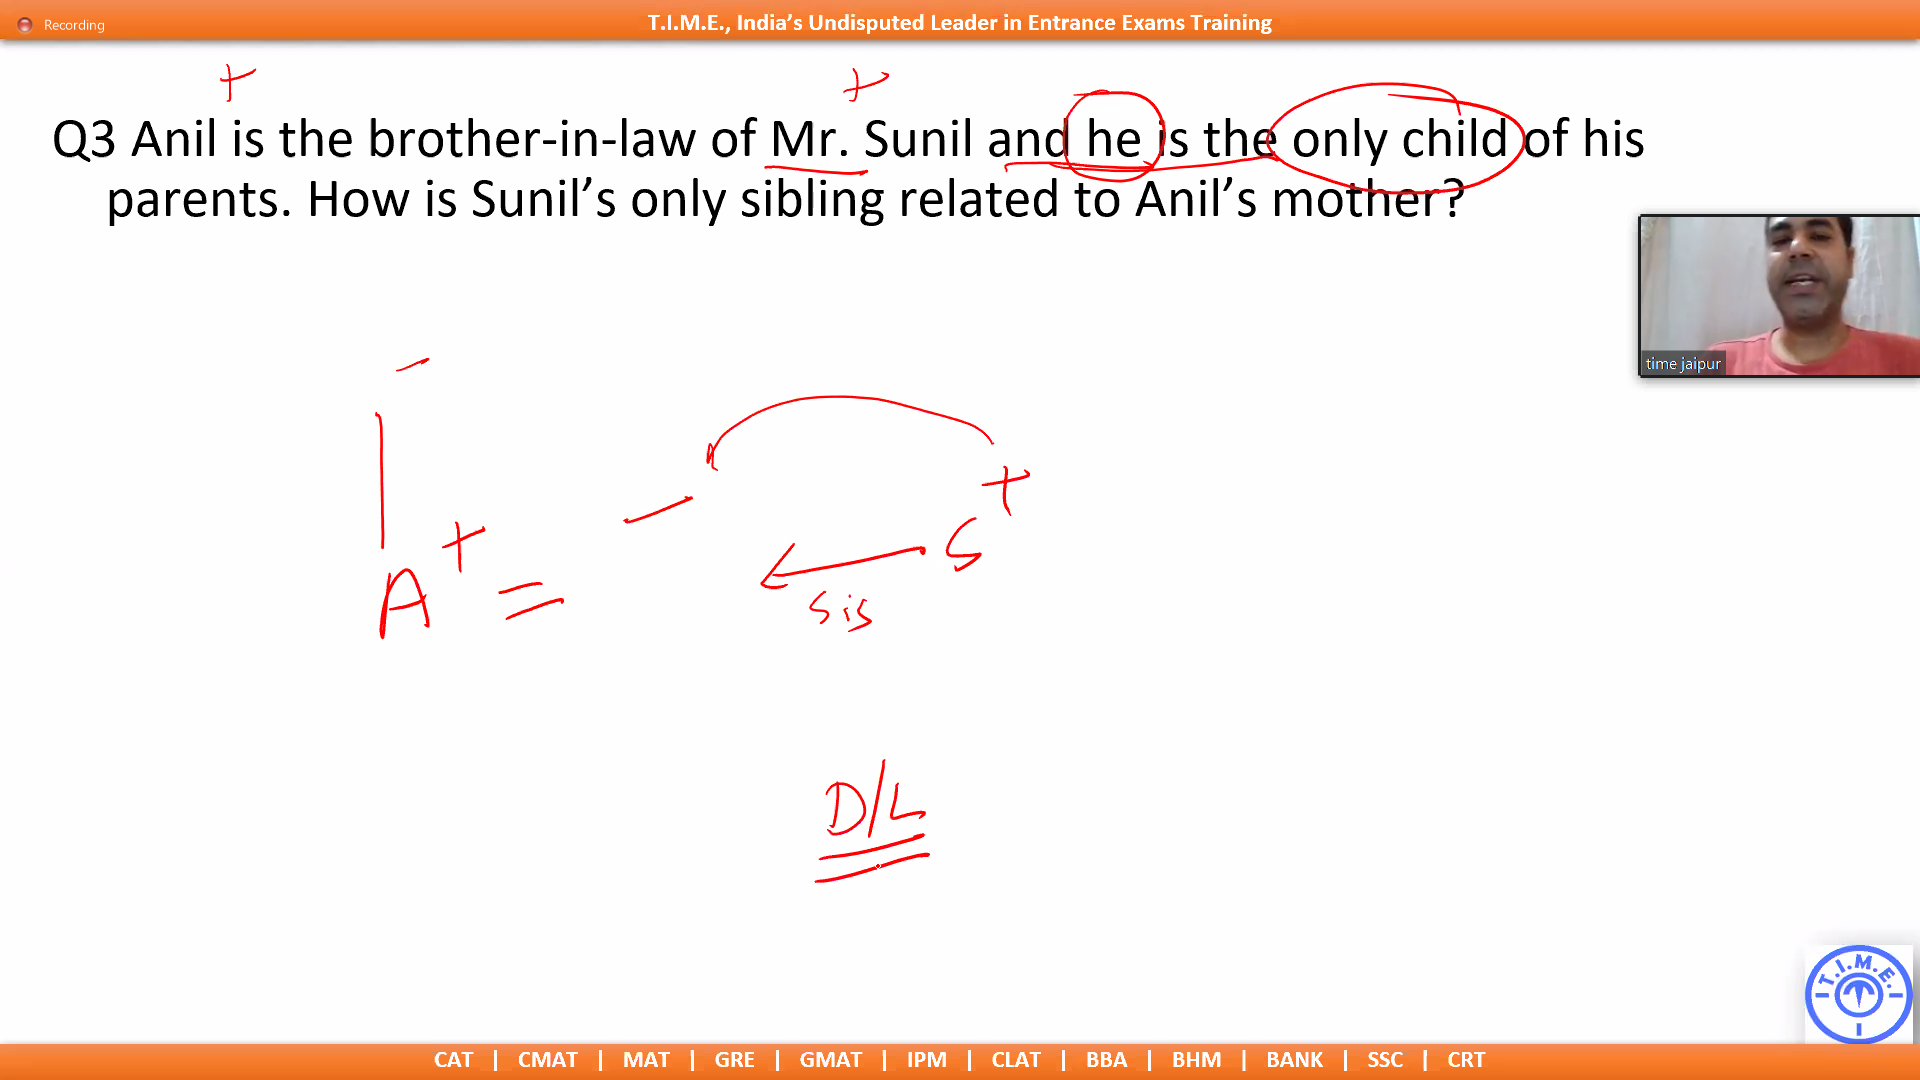 Recording
T.I.M.E., India's Undisputed Leader in Entrance Exams Training
+ +
Q3 Anil is the brother-in-law of Mr. Sunil and he is the only child of his
parents. How is Sunil's only sibling related to Anil's mother?
time jaipur
-
- +
A+ = S
sis
D/L
T.I.M.E.
CAT | CMAT | MAT | GRE | GMAT | IPM | CLAT | BBA | BHM | BANK | SSC | CRT